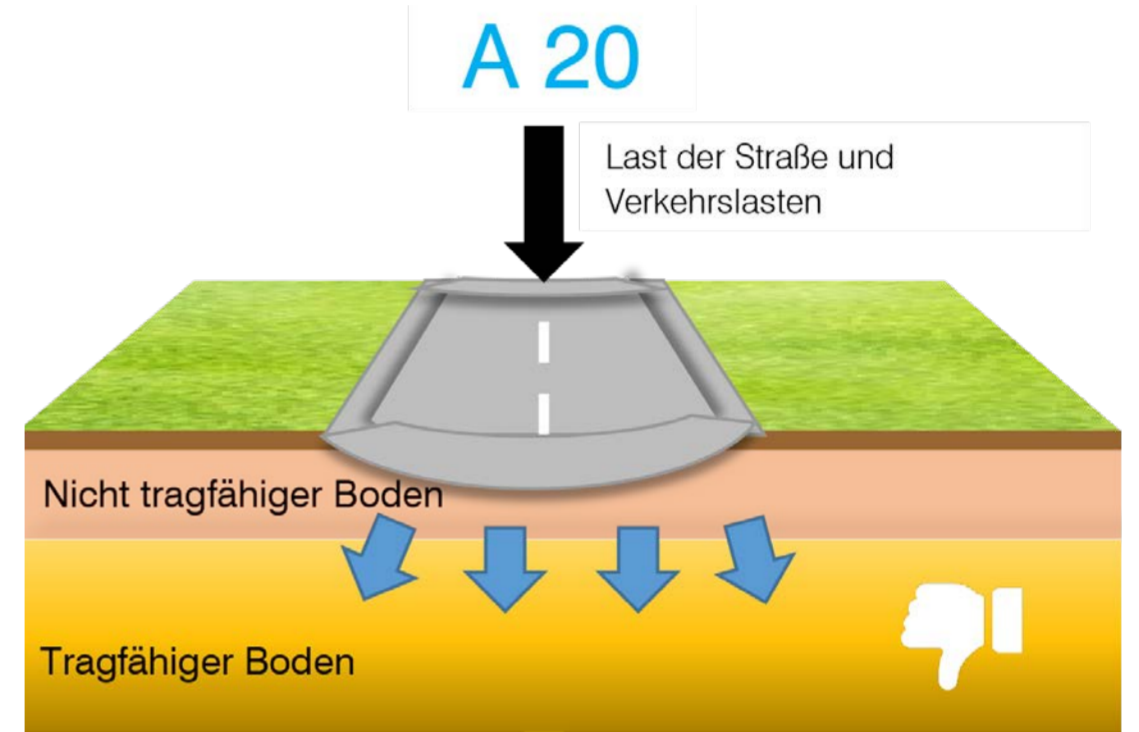 A 20
Last der Straße und
Verkehrslasten
Nicht tragfähiger Boden
Tragfähiger Boden